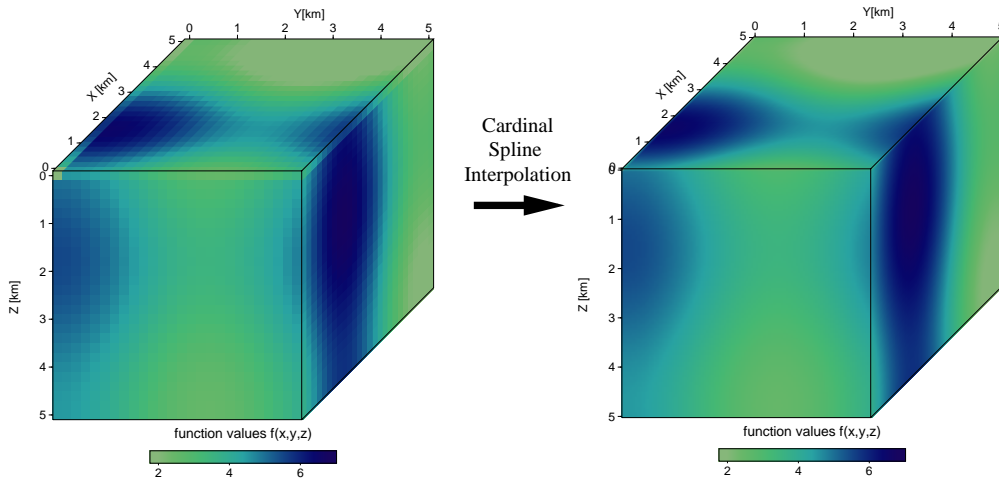 Y[km]
0 1 2 3 4 5
5
4
3
2
1
0
X [km]
0
1
2
3
4
5
Z [km]
function values f(x,y,z)
2 4 6
Cardinal
Spline
Interpolation
Y[km]
0 1 2 3 4 5
5
4
3
2
1
0
X [km]
0
1
2
3
4
5
Z [km]
function values f(x,y,z)
2 4 6